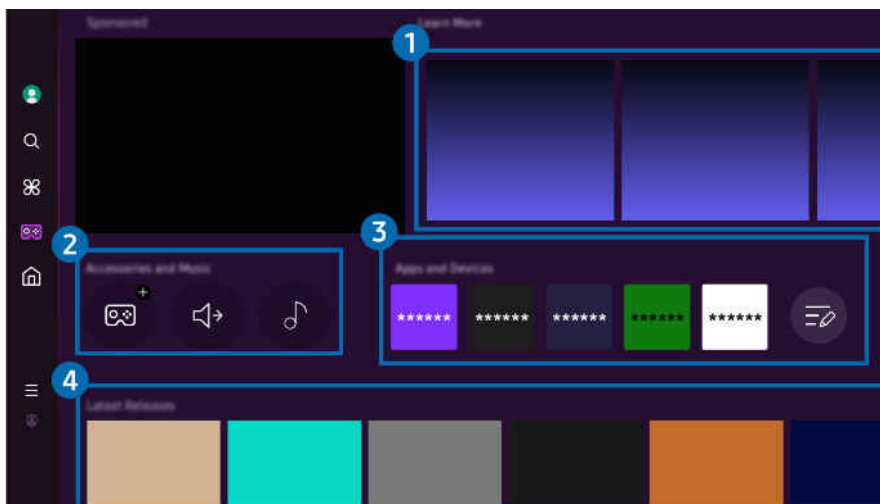 Sponsored
Learn More
1
2
3
Accessories and Music
Apps and Devices
******
******
******
******
******
4
Latest Releases